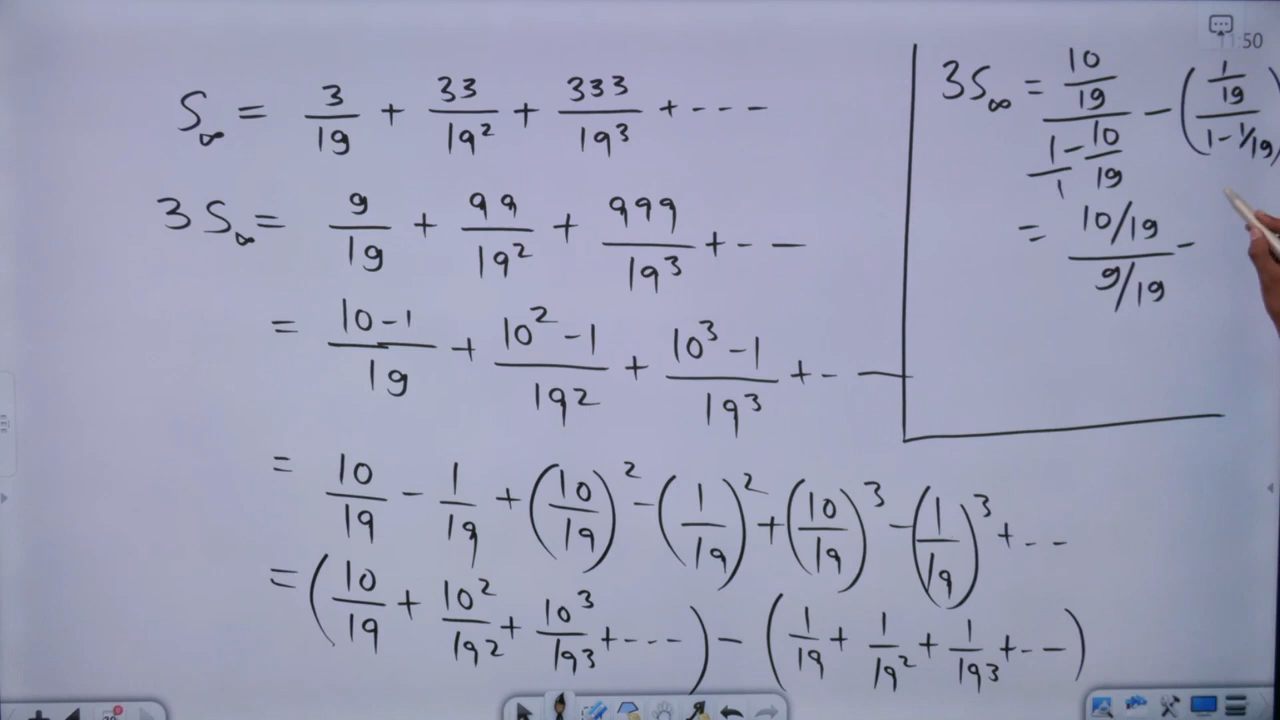 11:50
S∞ = 3/19 + 33/19² + 333/19³ + ---
3S∞ = 9/19 + 99/19² + 999/19³ + - -
= 10-1/19 + 10²-1/19² + 10³-1/19³ + - -
= 10/19 - 1/19 + (10/19)² - (1/19)² + (10/19)³ - (1/19)³ + - -
= (10/19 + 10²/19² + 10³/19³ + ---) - (1/19 + 1/19² + 1/19³ + - -)
3S∞ = 10/19 / 1/1 - 10/19 - (1/19 / 1 - 1/19)
= 10/19 / 9/19 -